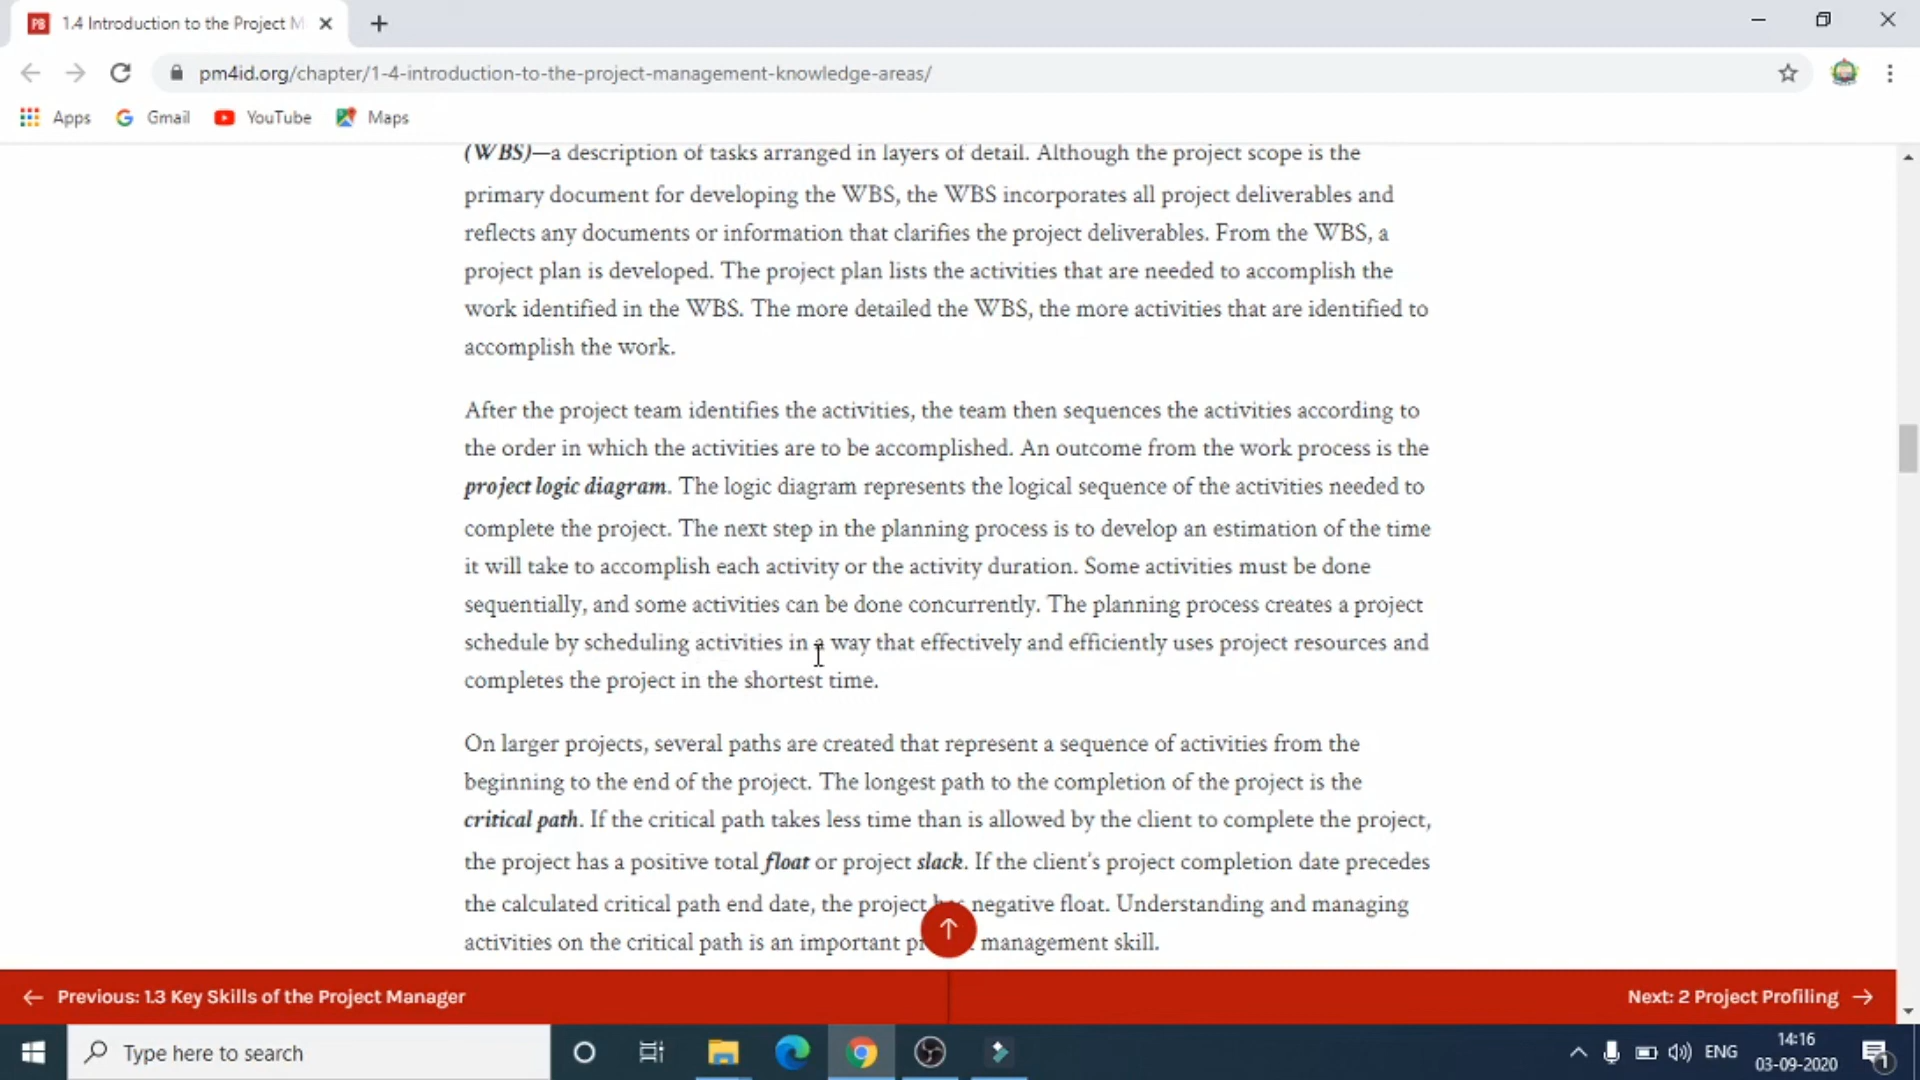 PB 1.4 Introduction to the Project M
pm4id.org/chapter/1-4-introduction-to-the-project-management-knowledge-areas/
Apps Gmail YouTube Maps
(WBS)—a description of tasks arranged in layers of detail. Although the project scope is the
primary document for developing the WBS, the WBS incorporates all project deliverables and
reflects any documents or information that clarifies the project deliverables. From the WBS, a
project plan is developed. The project plan lists the activities that are needed to accomplish the
work identified in the WBS. The more detailed the WBS, the more activities that are identified to
accomplish the work.
After the project team identifies the activities, the team then sequences the activities according to
the order in which the activities are to be accomplished. An outcome from the work process is the
project logic diagram. The logic diagram represents the logical sequence of the activities needed to
complete the project. The next step in the planning process is to develop an estimation of the time
it will take to accomplish each activity or the activity duration. Some activities must be done
sequentially, and some activities can be done concurrently. The planning process creates a project
schedule by scheduling activities in a way that effectively and efficiently uses project resources and
completes the project in the shortest time.
On larger projects, several paths are created that represent a sequence of activities from the
beginning to the end of the project. The longest path to the completion of the project is the
critical path. If the critical path takes less time than is allowed by the client to complete the project,
the project has a positive total float or project slack. If the client's project completion date precedes
the calculated critical path end date, the project negative float. Understanding and managing
activities on the critical path is an important management skill.
Previous: 1.3 Key Skills of the Project Manager
Next: 2 Project Profiling
Type here to search
ENG
14:16
03-09-2020
1